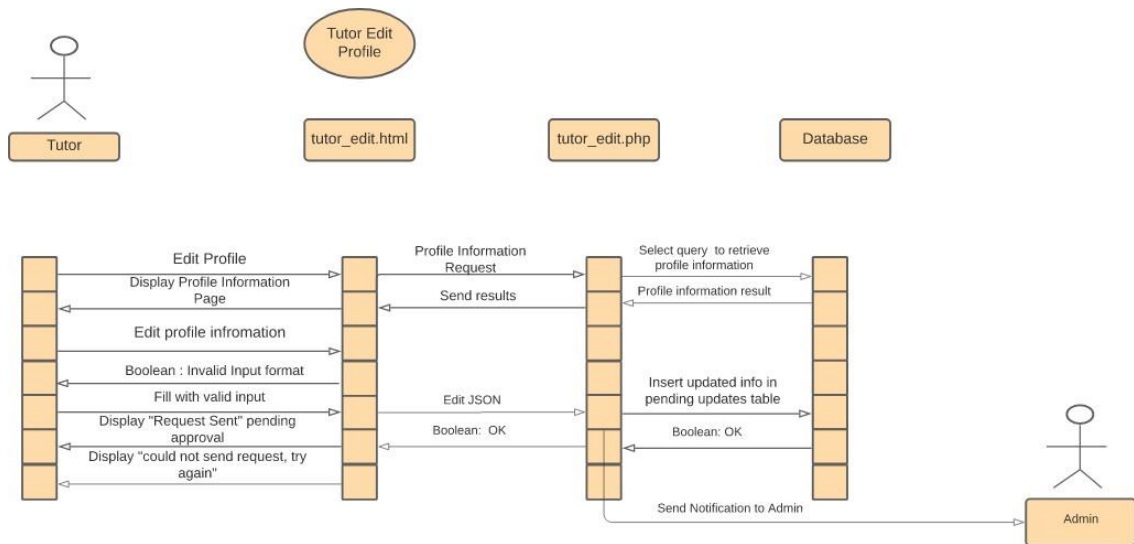 Tutor Edit
Profile
Tutor
tutor_edit.html
tutor_edit.php
Database
Edit Profile
Profile Information
Request
Select query to retrieve
profile information
Display Profile Information
Page
Send results
Profile information result
Edit profile infromation
Boolean : Invalid Input format
Fill with valid input
Edit JSON
Insert updated info in
pending updates table
Display "Request Sent" pending
approval
Boolean: OK
Boolean: OK
Display "could not send request, try
again"
Send Notification to Admin
Admin